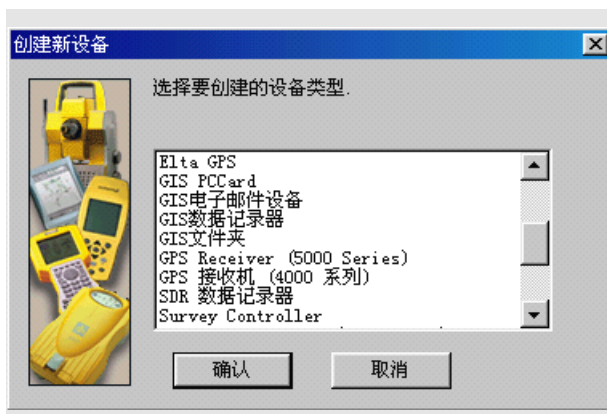 创建新设备
选择要创建的设备类型.
Elta GPS
GIS PCCard
GIS电子邮件设备
GIS数据记录器
GIS文件夹
GPS Receiver (5000 Series)
GPS 接收机 (4000 系列)
SDR 数据记录器
Survey Controller
确认
取消